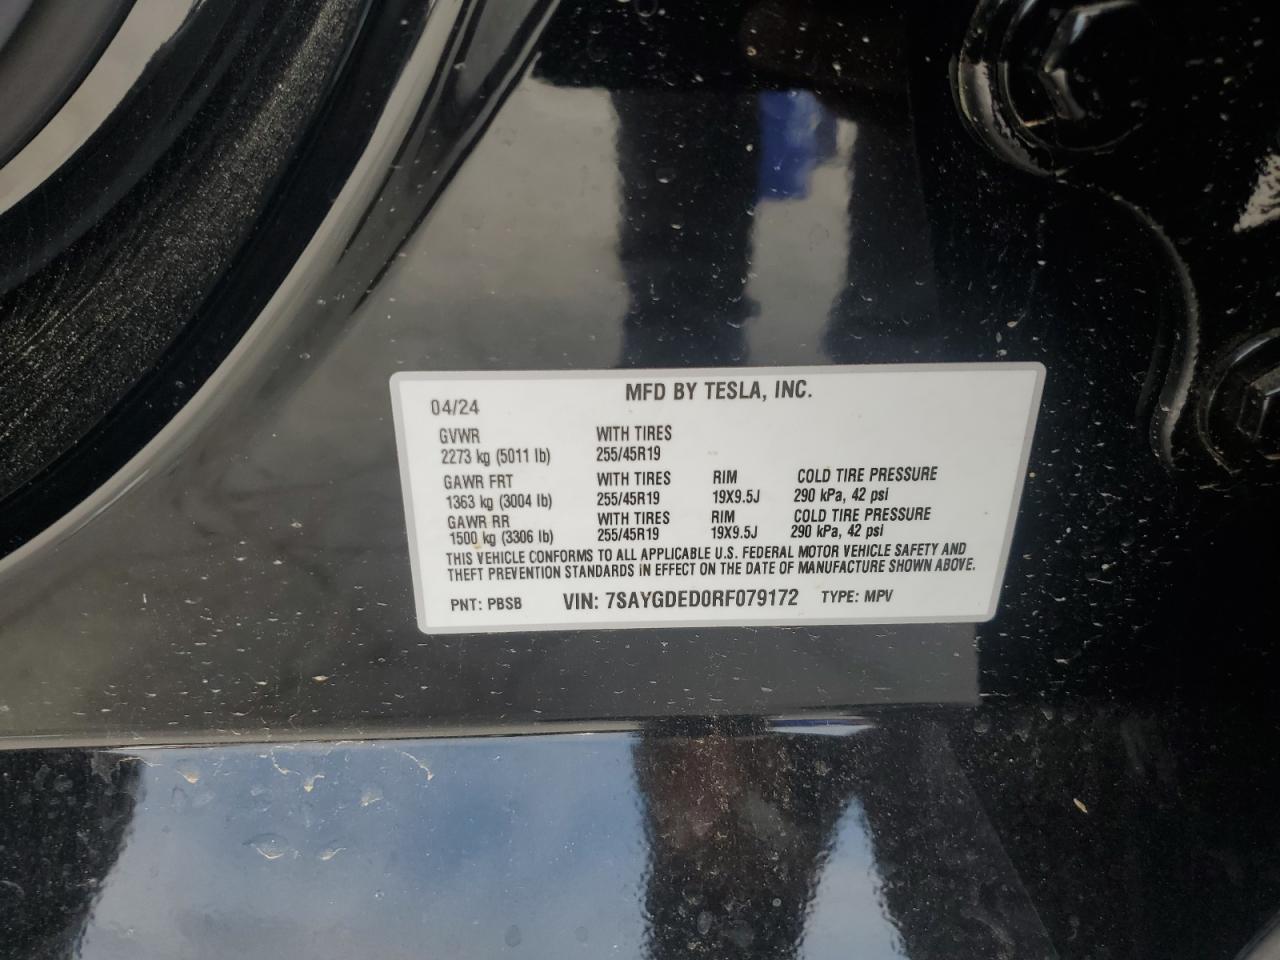 MFD BY TESLA, INC.
04/24
GVWR WITH TIRES
2273 kg (5011 lb) 255/45R19
GAWR FRT WITH TIRES RIM COLD TIRE PRESSURE
1363 kg (3004 lb) 255/45R19 19X9.5J 290 kPa, 42 psi
GAWR RR WITH TIRES RIM COLD TIRE PRESSURE
1500 kg (3306 lb) 255/45R19 19X9.5J 290 kPa, 42 psi
THIS VEHICLE CONFORMS TO ALL APPLICABLE U.S. FEDERAL MOTOR VEHICLE SAFETY AND
THEFT PREVENTION STANDARDS IN EFFECT ON THE DATE OF MANUFACTURE SHOWN ABOVE.
PNT: PBSB VIN: 7SAYGDED0RF079172 TYPE: MPV